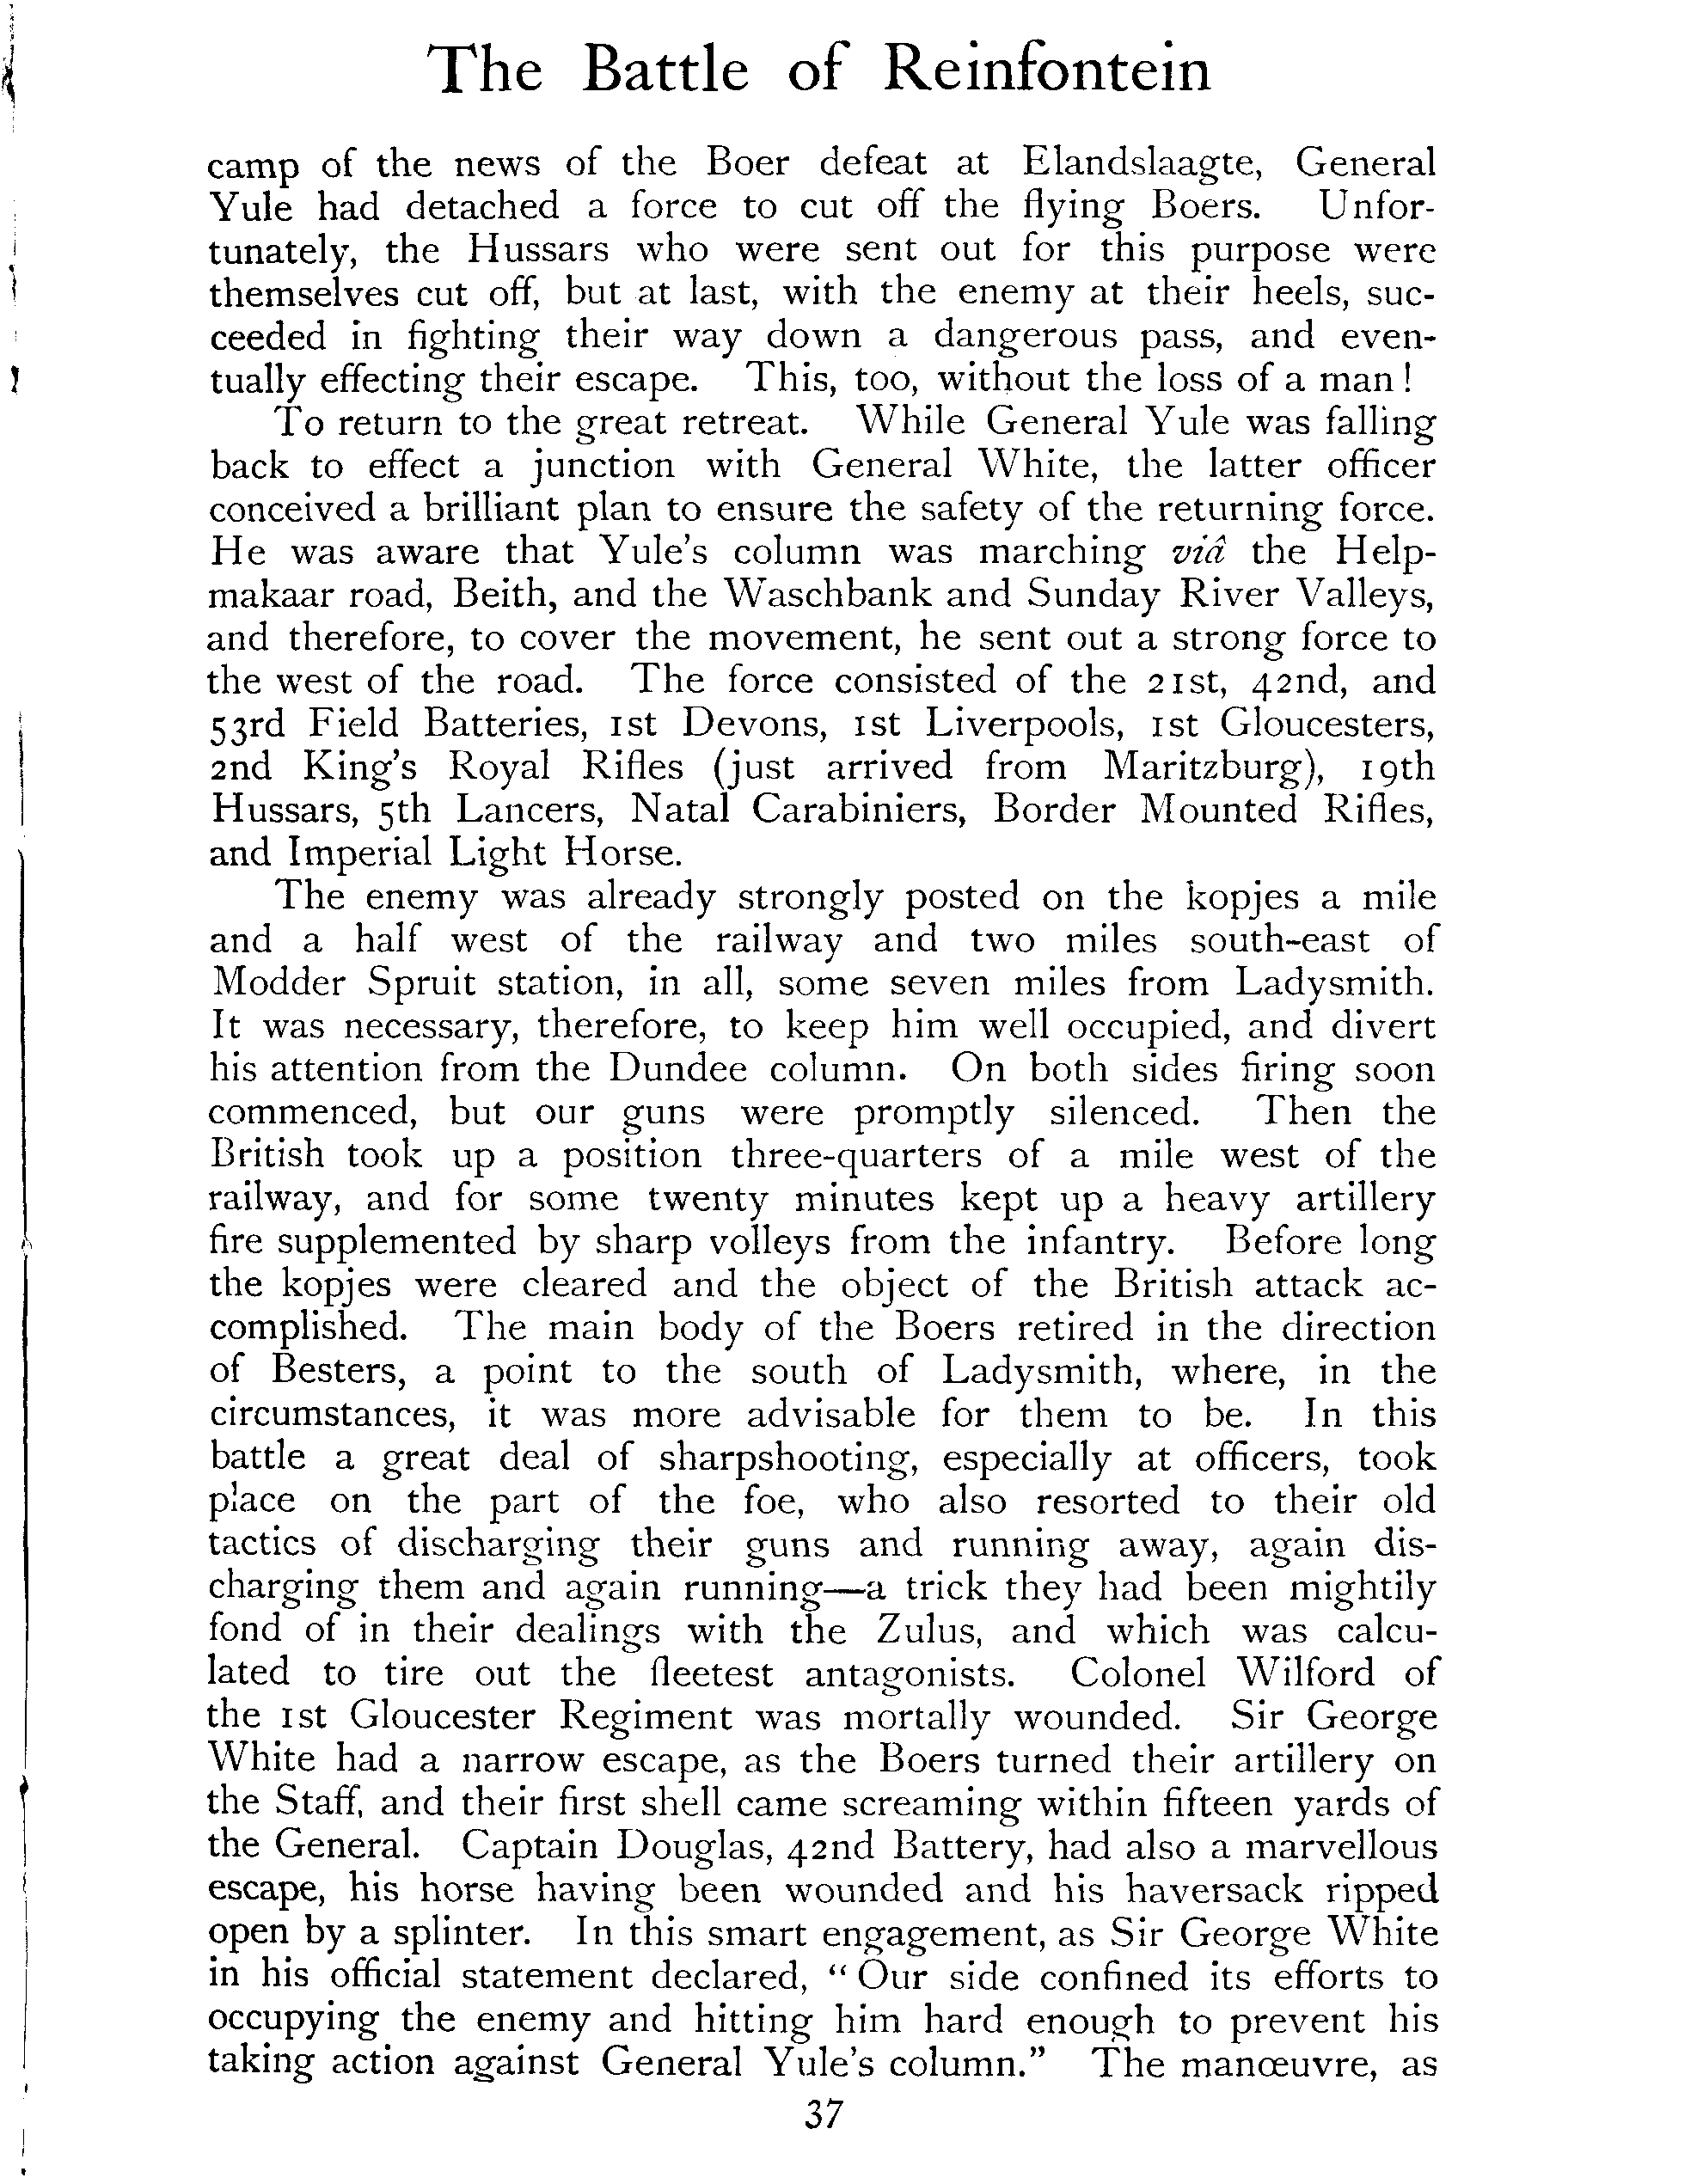 The Battle of Reinfontein
camp of the news of the Boer defeat at Elandslaagte, General
Yule had detached a force to cut off the flying Boers. Unfor-
tunately, the Hussars who were sent out for this purpose were
themselves cut off, but at last, with the enemy at their heels, suc-
ceeded in fighting their way down a dangerous pass, and even-
tually effecting their escape. This, too, without the loss of a man!
To return to the great retreat. While General Yule was falling
back to effect a junction with General White, the latter officer
conceived a brilliant plan to ensure the safety of the returning force.
He was aware that Yule's column was marching viâ the Help-
makaar road, Beith, and the Waschbank and Sunday River Valleys,
and therefore, to cover the movement, he sent out a strong force to
the west of the road. The force consisted of the 21st, 42nd, and
53rd Field Batteries, 1st Devons, 1st Liverpools, 1st Gloucesters,
2nd King's Royal Rifles (just arrived from Maritzburg), 19th
Hussars, 5th Lancers, Natal Carabiniers, Border Mounted Rifles,
and Imperial Light Horse.
The enemy was already strongly posted on the kopjes a mile
and a half west of the railway and two miles south-east of
Modder Spruit station, in all, some seven miles from Ladysmith.
It was necessary, therefore, to keep him well occupied, and divert
his attention from the Dundee column. On both sides firing soon
commenced, but our guns were promptly silenced. Then the
British took up a position three-quarters of a mile west of the
railway, and for some twenty minutes kept up a heavy artillery
fire supplemented by sharp volleys from the infantry. Before long
the kopjes were cleared and the object of the British attack ac-
complished. The main body of the Boers retired in the direction
of Besters, a point to the south of Ladysmith, where, in the
circumstances, it was more advisable for them to be. In this
battle a great deal of sharpshooting, especially at officers, took
place on the part of the foe, who also resorted to their old
tactics of discharging their guns and running away, again dis-
charging them and again running—a trick they had been mightily
fond of in their dealings with the Zulus, and which was calcu-
lated to tire out the fleetest antagonists. Colonel Wilford of
the 1st Gloucester Regiment was mortally wounded. Sir George
White had a narrow escape, as the Boers turned their artillery on
the Staff, and their first shell came screaming within fifteen yards of
the General. Captain Douglas, 42nd Battery, had also a marvellous
escape, his horse having been wounded and his haversack ripped
open by a splinter. In this smart engagement, as Sir George White
in his official statement declared, "Our side confined its efforts to
occupying the enemy and hitting him hard enough to prevent his
taking action against General Yule's column." The manœuvre, as
37